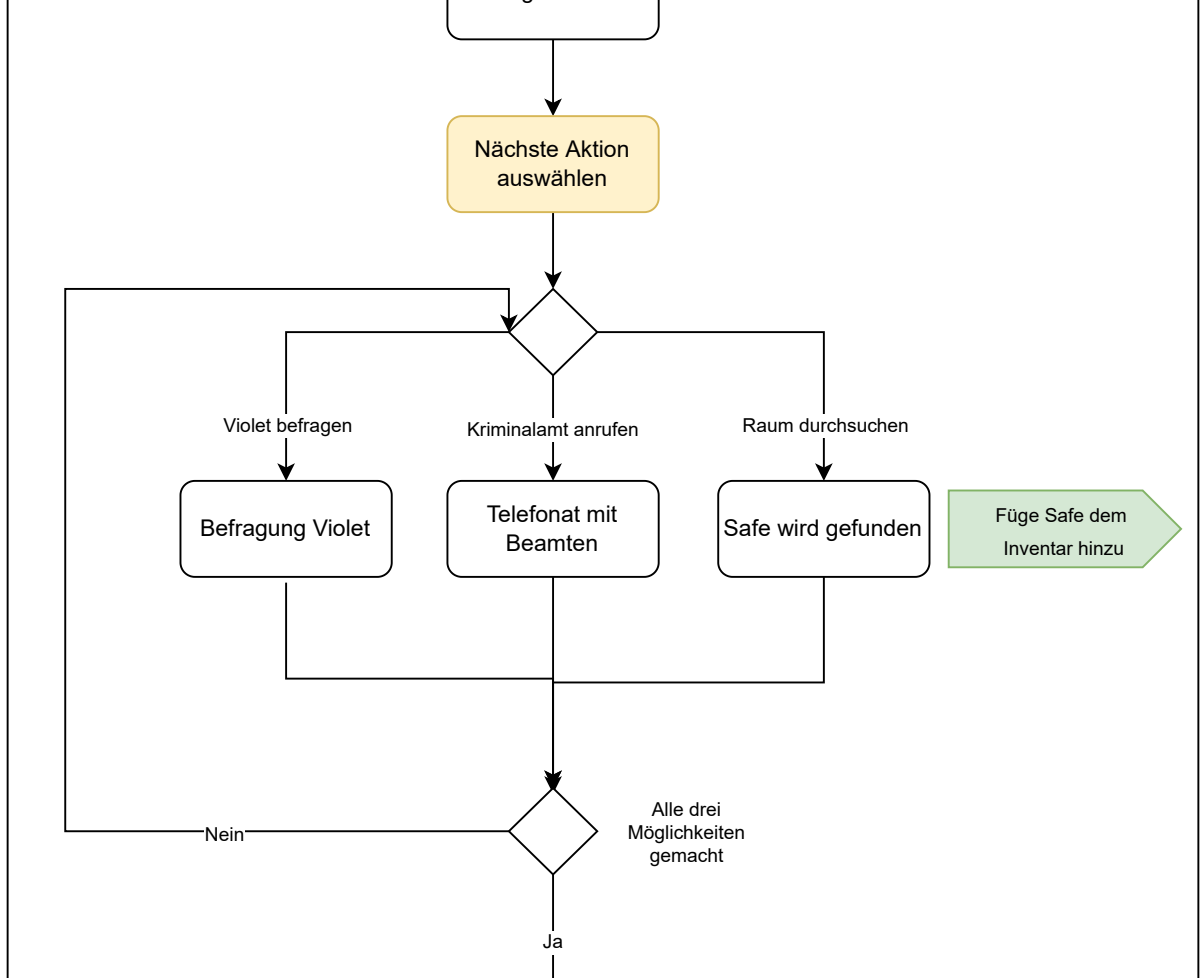 Nächste Aktion
auswählen
Violet befragen
Kriminalamt anrufen
Raum durchsuchen
Befragung Violet
Telefonat mit
Beamten
Safe wird gefunden
Füge Safe dem
Inventar hinzu
Alle drei
Möglichkeiten
gemacht
Nein
Ja